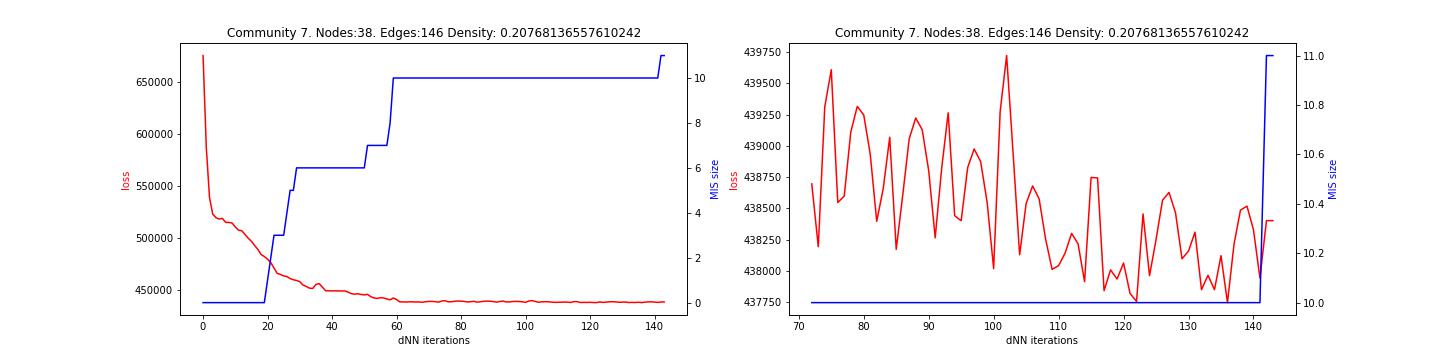 Community 7. Nodes:38. Edges:146 Density: 0.20768136557610242
650000
600000
550000
500000
450000
loss
10
8
6
4
2
0
MIS size
0 20 40 60 80 100 120 140
dNN iterations
Community 7. Nodes:38. Edges:146 Density: 0.20768136557610242
439750
439500
439250
439000
438750
438500
438250
438000
437750
loss
11.0
10.8
10.6
10.4
10.2
10.0
MIS size
70 80 90 100 110 120 130 140
dNN iterations